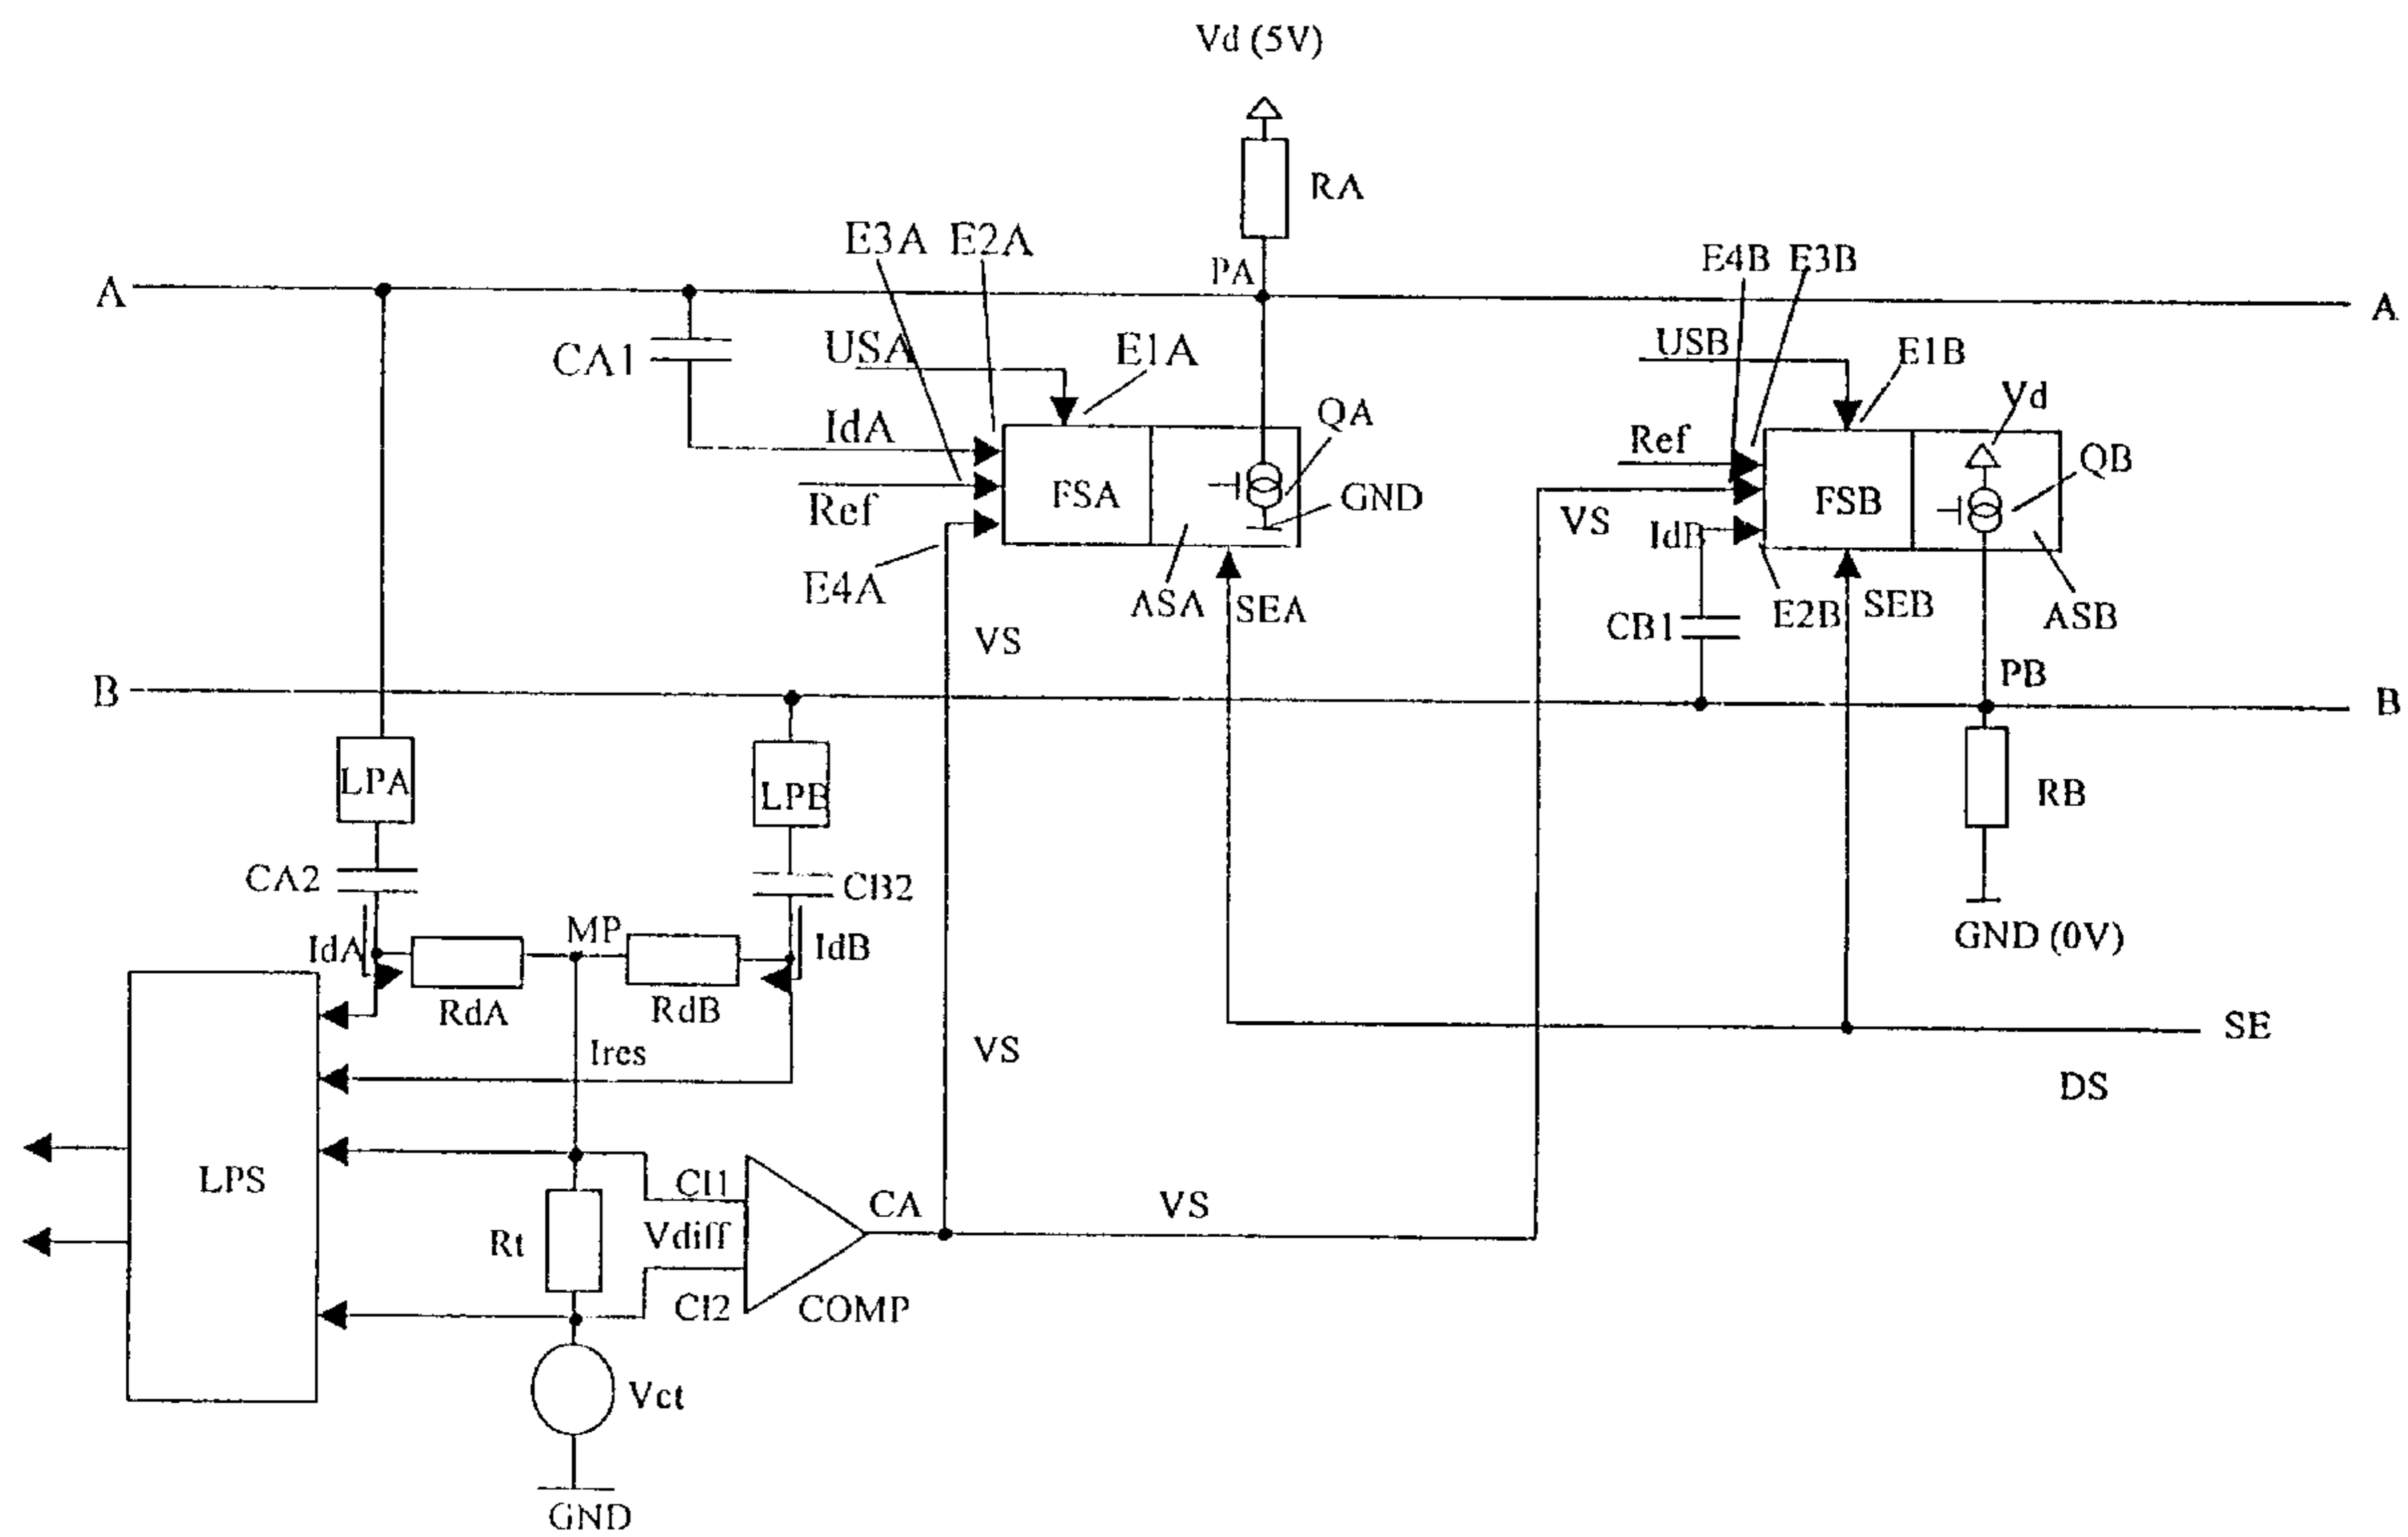 Vd (5V)
RA
E3A E2A
PA
E4B E3B
A
A
USA
E1A
USB
E1B
CA1
Vd
QA
IdA
Ref
QB
Ref
FSA
GND
FSB
VS
IdB
E4A
ASA
SEA
CB1
E2B
SEB
ASB
VS
B
PB
B
LPA
LPB
RB
CA2
CB2
IdA
MP
IdB
GND (0V)
RdA
RdB
SE
Ires
VS
DS
LPS
CI1
CA
VS
Rt
Vdiff
CI2
COMP
Vct
GND